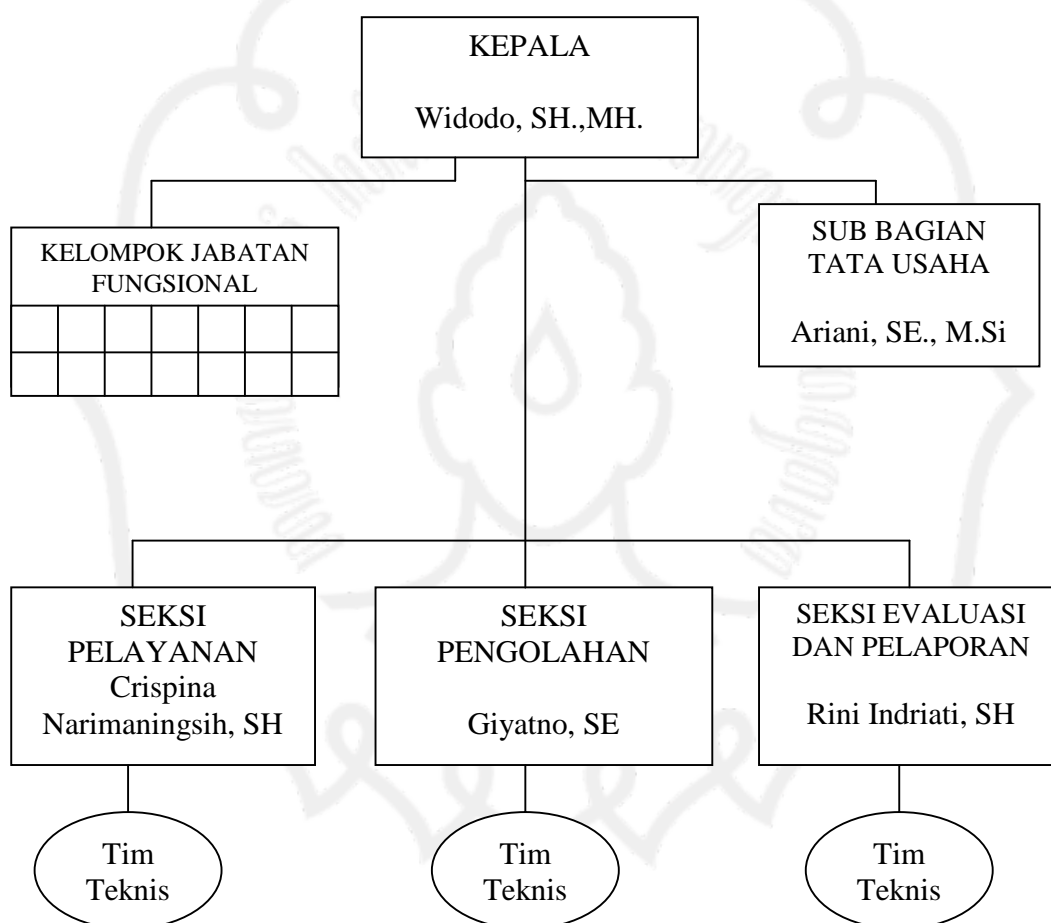 KEPALA
Widodo, SH.,MH.
KELOMPOK JABATAN
FUNGSIONAL
SUB BAGIAN
TATA USAHA
Ariani, SE., M.Si
SEKSI
PELAYANAN
Crispina
Narimaningsih, SH
SEKSI
PENGOLAHAN
Giyatno, SE
SEKSI EVALUASI
DAN PELAPORAN
Rini Indriati, SH
Tim
Teknis
Tim
Teknis
Tim
Teknis